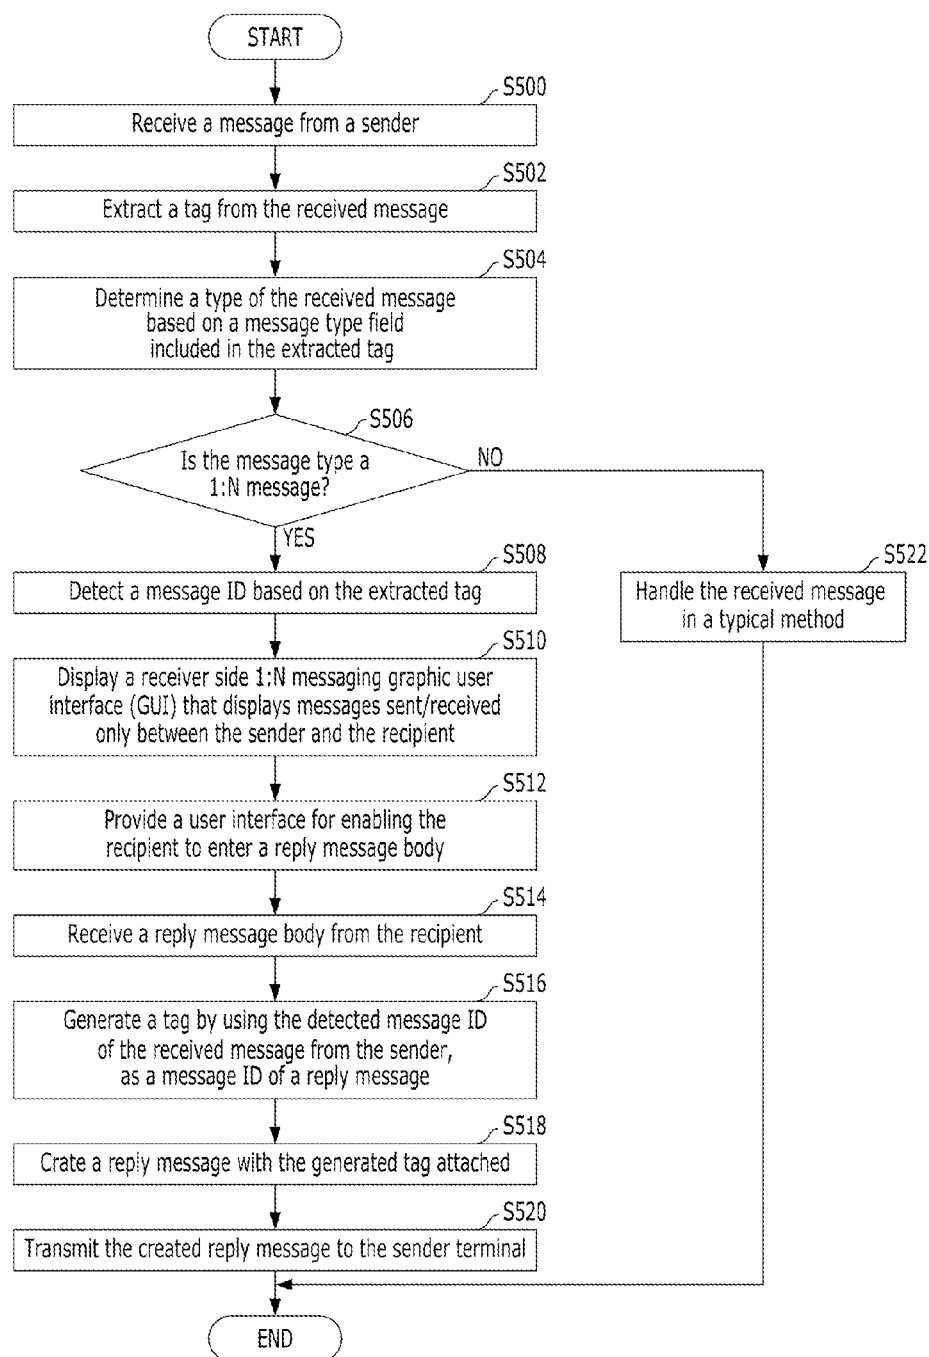 START
S500
Receive a message from a sender
S502
Extract a tag from the received message
S504
Determine a type of the received message
based on a message type field
included in the extracted tag
S506
Is the message type a
1:N message?
NO
YES
S508
Detect a message ID based on the extracted tag
S522
Handle the received message
in a typical method
S510
Display a receiver side 1:N messaging graphic user
interface (GUI) that displays messages sent/received
only between the sender and the recipient
S512
Provide a user interface for enabling the
recipient to enter a reply message body
S514
Receive a reply message body from the recipient
S516
Generate a tag by using the detected message ID
of the received message from the sender,
as a message ID of a reply message
S518
Crate a reply message with the generated tag attached
S520
Transmit the created reply message to the sender terminal
END